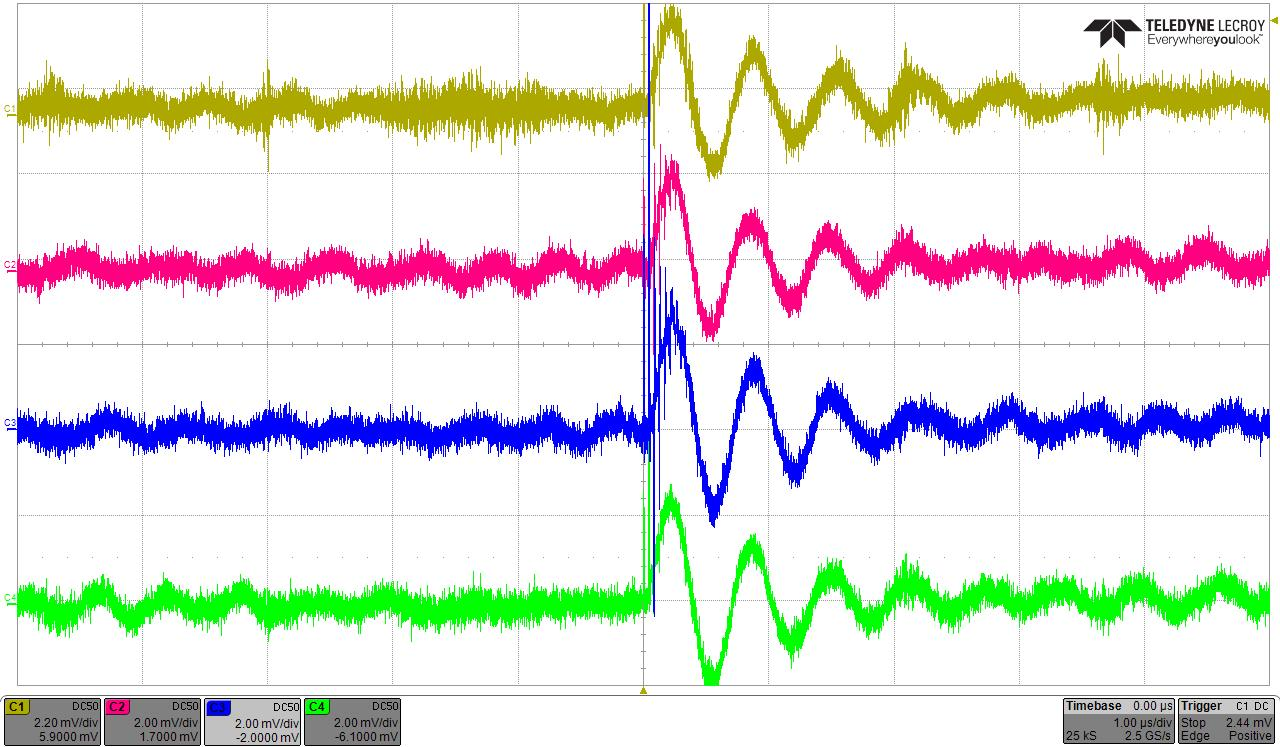 TELEDYNE LECROY
Everywhereyoulook™
C1
C2
C3
C4
C1 DC50
2.20 mV/div
5.9000 mV
C2 DC50
2.00 mV/div
1.7000 mV
C3 DC50
2.00 mV/div
-2.0000 mV
C4 DC50
2.00 mV/div
-6.1000 mV
Timebase 0.00 µs
1.00 µs/div
25 kS 2.5 GS/s
Trigger C1 DC
Stop 2.44 mV
Edge Positive